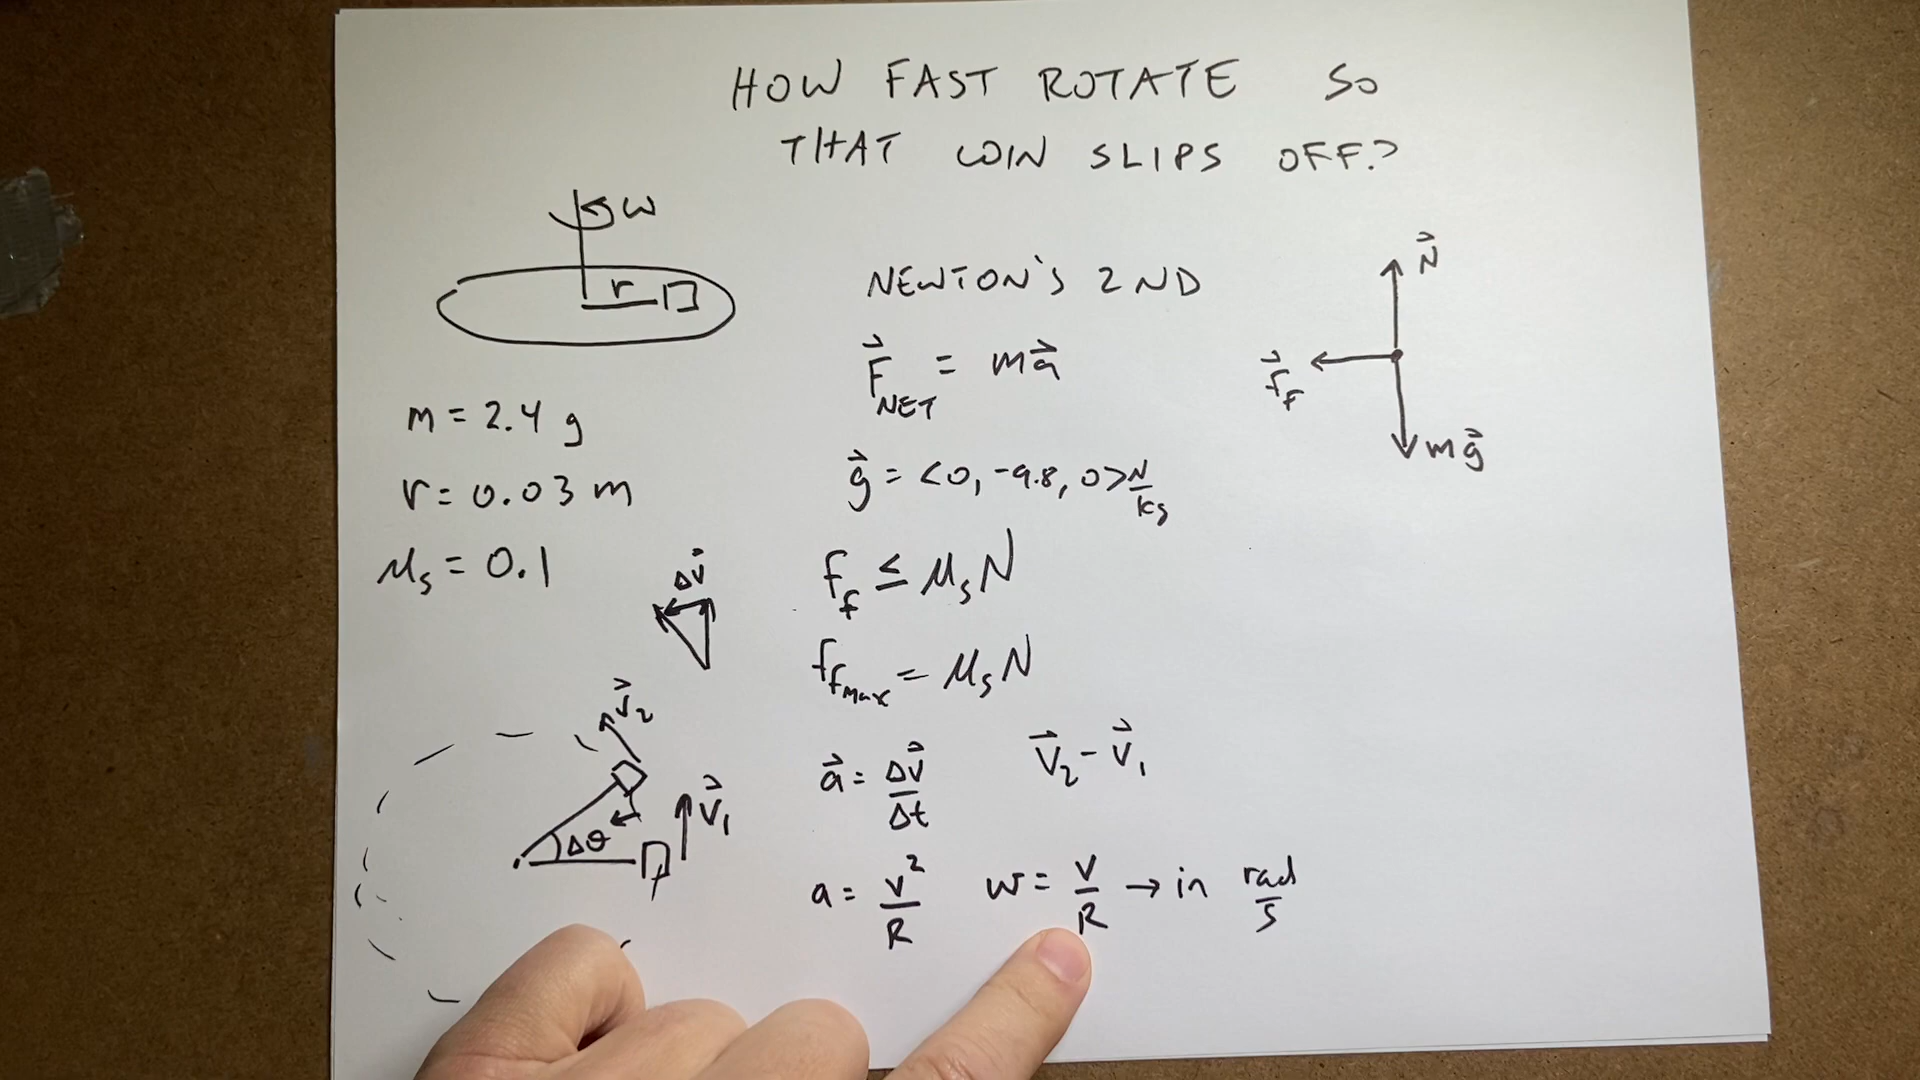 HOW FAST ROTATE SO
THAT COIN SLIPS OFF?
ω
r
m = 2.4 g
r = 0.03 m
μs = 0.1
NEWTON'S 2ND
F⃗NET = ma⃗
g⃗ = <0, -9.8, 0> N/kg
Ff ≤ μsN
Ffmax = μsN
a⃗ = Δv⃗/Δt
v⃗2 - v⃗1
a = v²/R
ω = v/R → in rad/s
N⃗
F⃗f
mg⃗
Δv⃗
v⃗2
v⃗1
Δθ